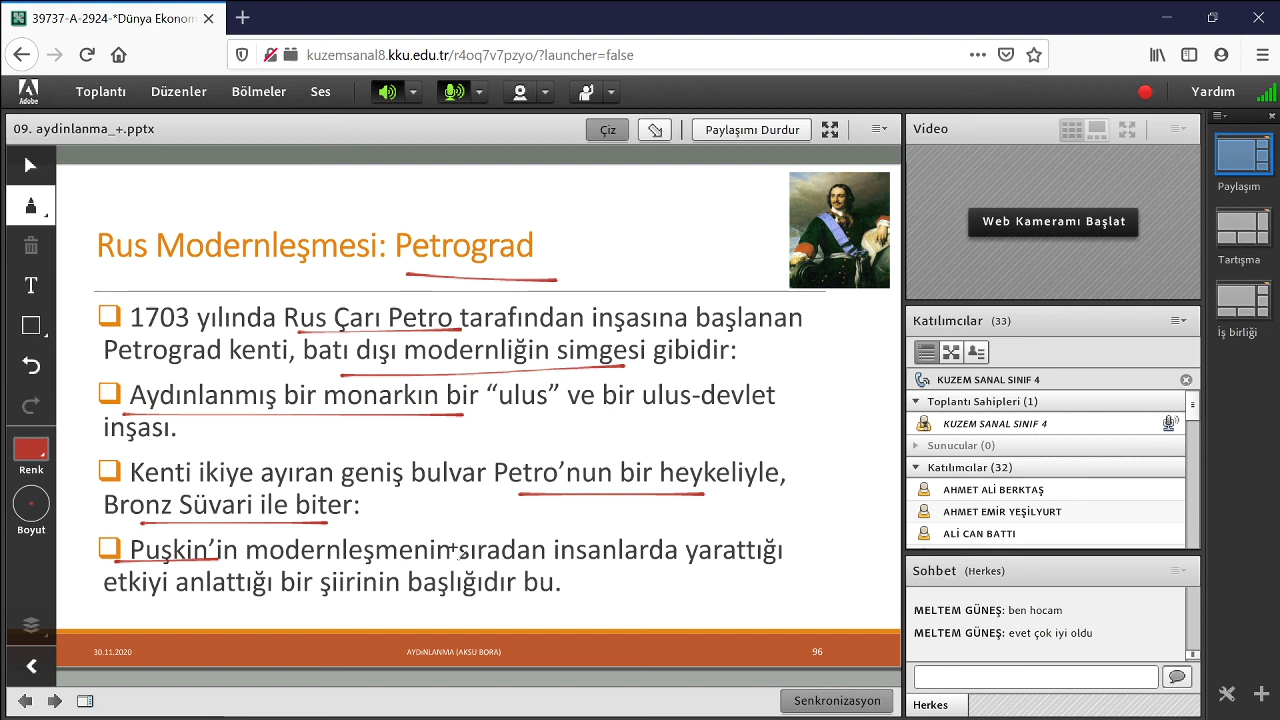 39737-A-2924-*Dünya Ekonom
kuzemsanal8.kku.edu.tr/r4oq7v7pzyo/?launcher=false
Adobe
Toplantı
Düzenler
Bölmeler
Ses
Yardım
09. aydinlanma_+.pptx
Çiz
Paylaşımı Durdur
Rus Modernleşmesi: Petrograd
1703 yılında Rus Çarı Petro tarafından inşasına başlanan
Petrograd kenti, batı dışı modernliğin simgesi gibidir:
Aydınlanmış bir monarkın bir “ulus” ve bir ulus-devlet
inşası.
Kenti ikiye ayıran geniş bulvar Petro’nun bir heykeliyle,
Bronz Süvari ile biter:
Puşkin’in modernleşmenin sıradan insanlarda yarattığı
etkiyi anlattığı bir şiirinin başlığıdır bu.
30.11.2020
AYDıNLANMA (AKSU BORA)
96
T
Renk
Boyut
Senkronizasyon
Video
Web Kameramı Başlat
Katılımcılar (33)
KUZEM SANAL SINIF 4
Toplantı Sahipleri (1)
KUZEM SANAL SINIF 4
Sunucular (0)
Katılımcılar (32)
AHMET ALİ BERKTAŞ
AHMET EMİR YEŞİLYURT
ALİ CAN BATTI
Sohbet (Herkes)
MELTEM GÜNEŞ: ben hocam
MELTEM GÜNEŞ: evet çok iyi oldu
Herkes
Paylaşım
Tartışma
İş birliği